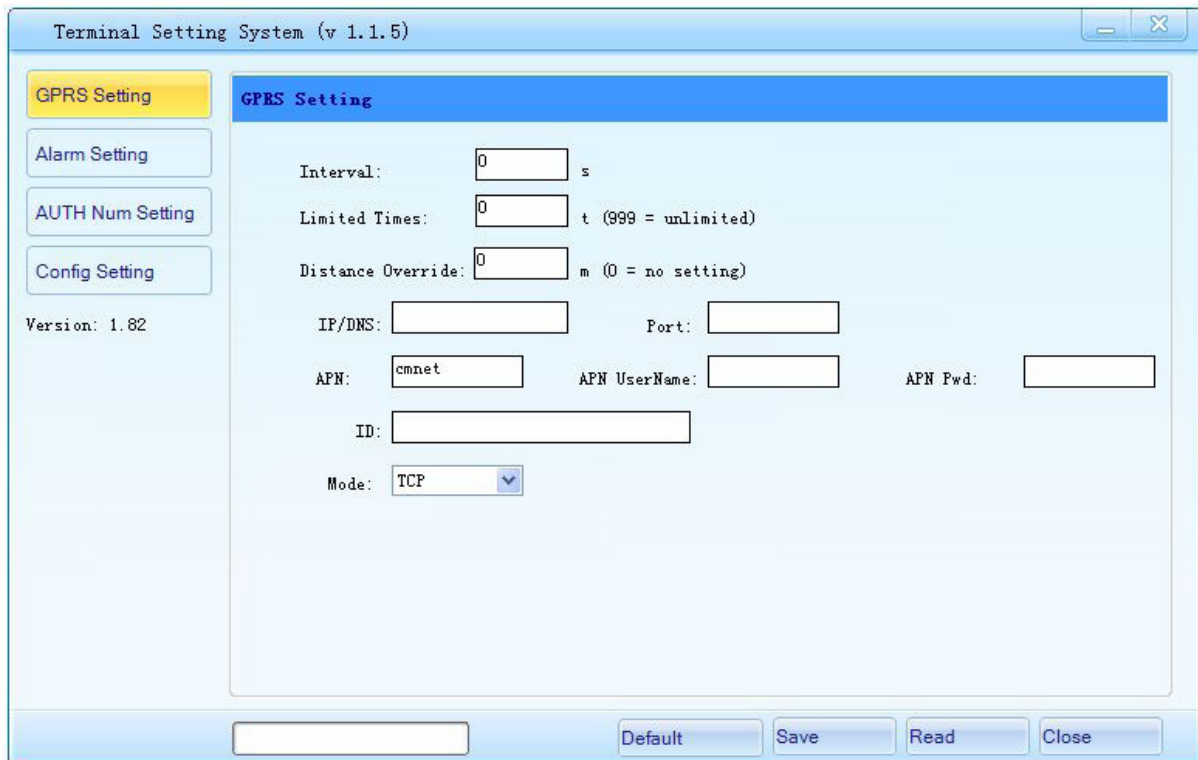 Terminal Setting System (v 1.1.5)
GPRS Setting
Alarm Setting
AUTH Num Setting
Config Setting
Version: 1.82
GPRS Setting
Interval: 0 s
Limited Times: 0 t (999 = unlimited)
Distance Override: 0 m (0 = no setting)
IP/DNS: Port:
APN: cmnet APN UserName: APN Pwd:
ID:
Mode: TCP
Default Save Read Close